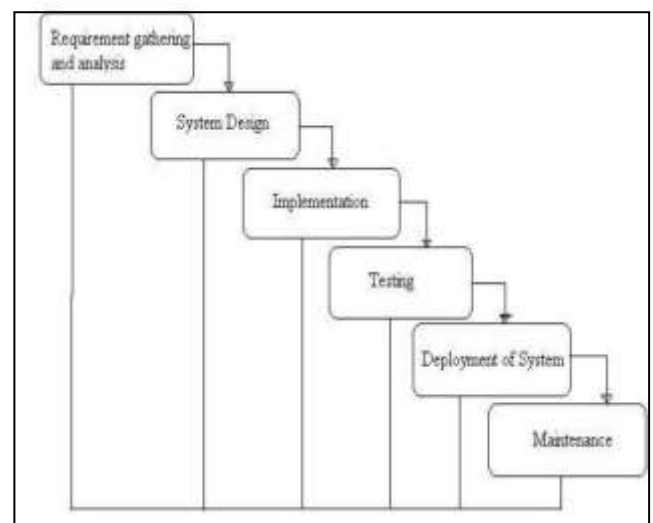 Requirement gathering
and analysis
System Design
Implementation
Testing
Deployment of System
Maintenance